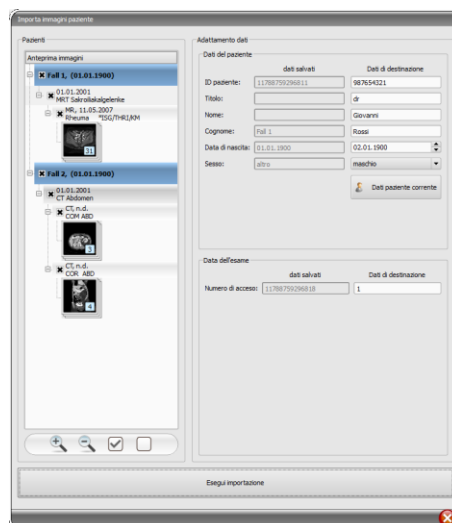 Importa immagini paziente
Pazienti
Anteprima immagini
Fall 1, (01.01.1900)
01.01.2001
MRT Sakroiliakalgelenke
MR, 11.05.2007
Rheuma *ISG/THRI/KM
31
Fall 2, (01.01.1900)
01.01.2001
CT Abdomen
CT, n.d.
COM ABD
3
CT, n.d.
COR ABD
4
Adattamento dati
Dati del paziente
dati salvati Dati di destinazione
ID paziente: 11788759296811 987654321
Titolo: dr
Nome: Giovanni
Cognome: Fall 1 Rossi
Data di nascita: 01.01.1900 02.01.1900
Sesso: altro maschio
Dati paziente corrente
Data dell'esame
dati salvati Dati di destinazione
Numero di accesso: 11788759296818 1
Esegui importazione